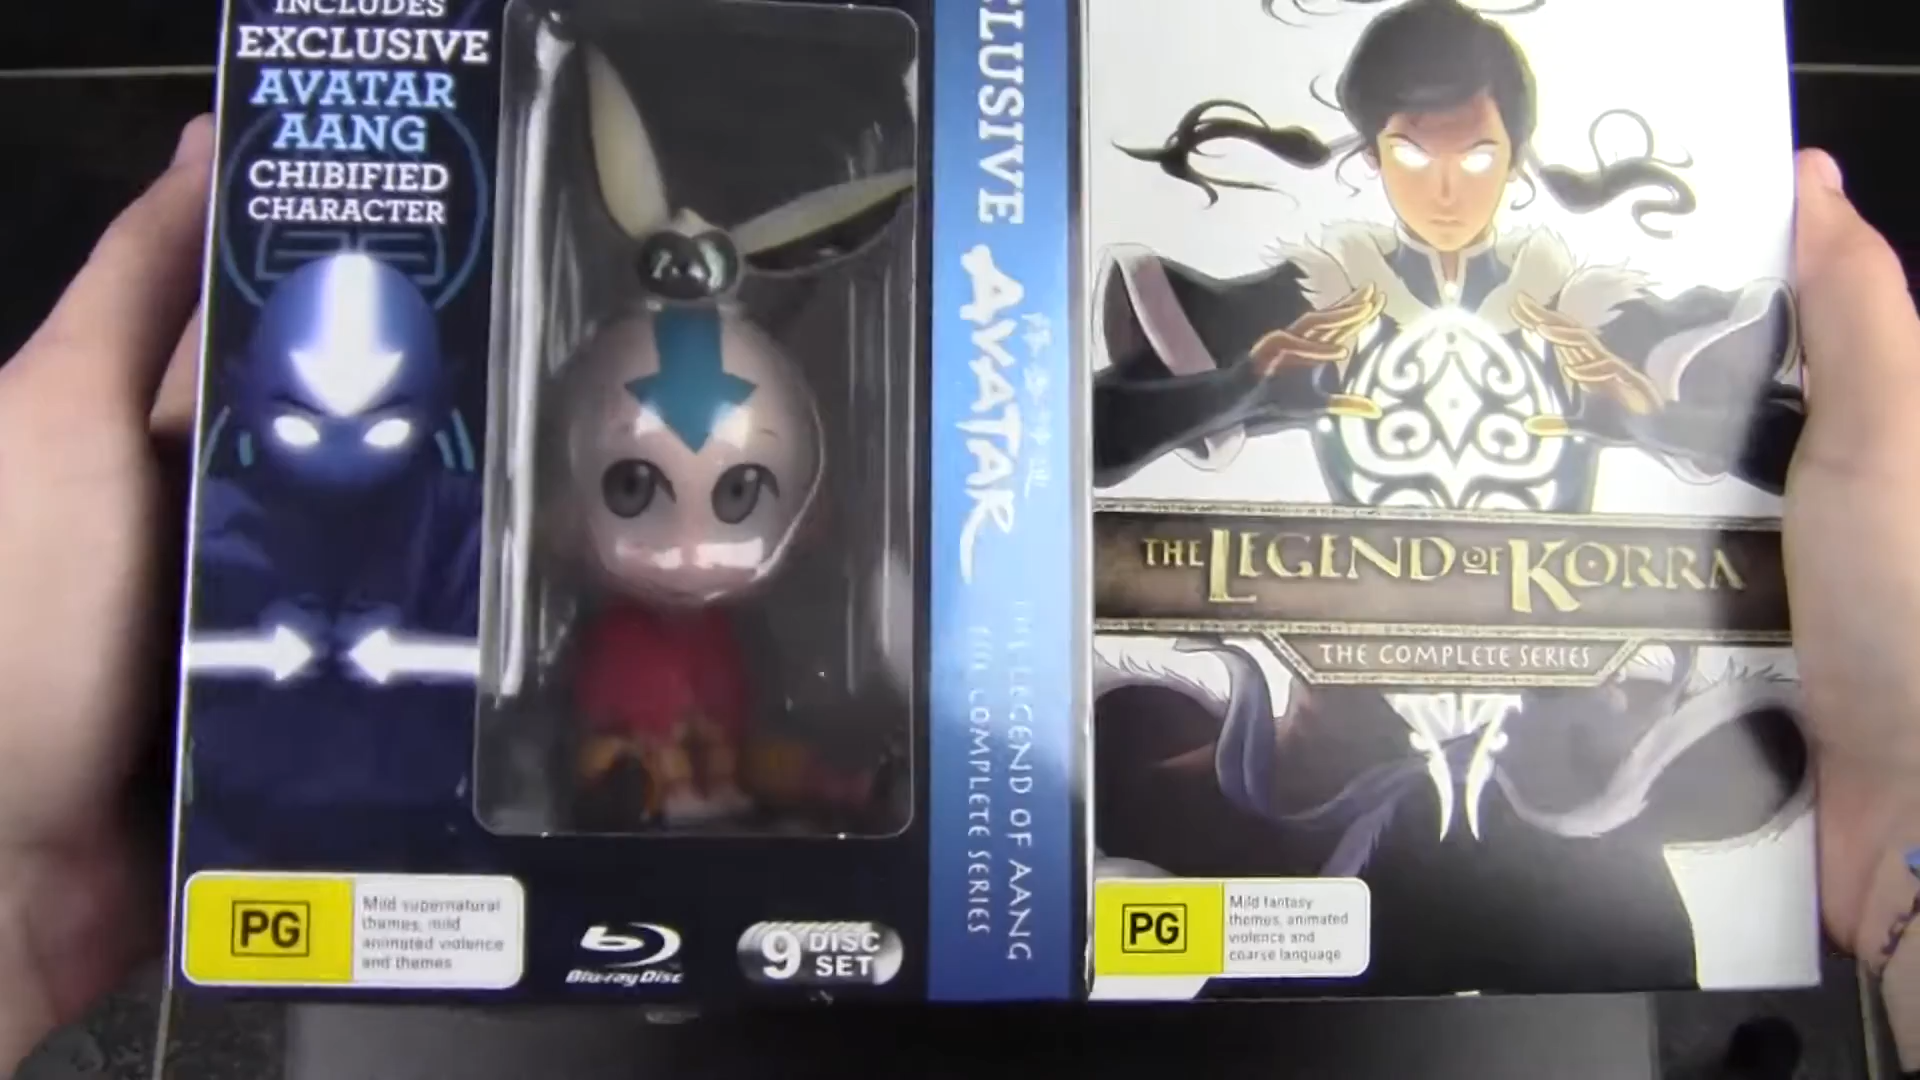 INCLUDES
EXCLUSIVE
AVATAR
AANG
CHIBIFIED
CHARACTER
PG
Mild supernatural
themes, mild
animated violence
and themes
Blu-ray Disc
9 DISC
SET
CLUSIVE
AVATAR
THE LEGEND OF AANG
THE COMPLETE SERIES
THE LEGEND OF KORRA
THE COMPLETE SERIES
PG
Mild fantasy
themes, animated
violence and
coarse language